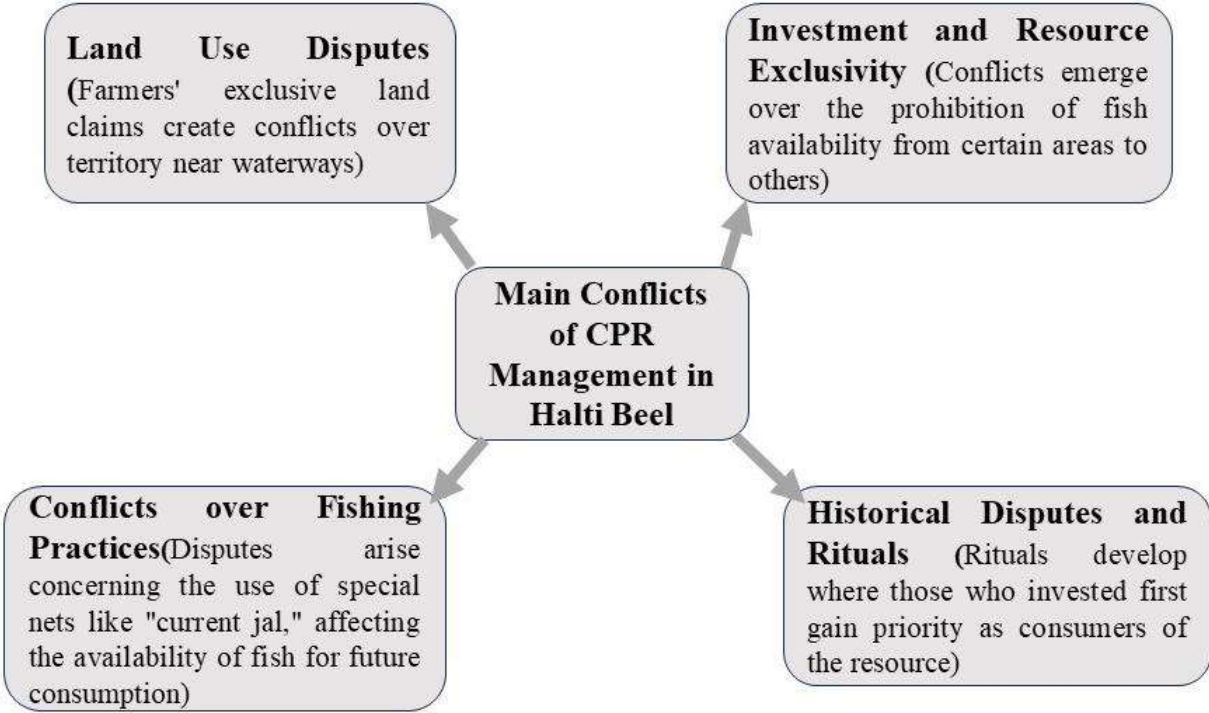 Land Use Disputes
(Farmers' exclusive land
claims create conflicts over
territory near waterways)
Investment and Resource
Exclusivity (Conflicts emerge
over the prohibition of fish
availability from certain areas to
others)
Main Conflicts
of CPR
Management in
Halti Beel
Conflicts over Fishing
Practices(Disputes arise
concerning the use of special
nets like "current jal," affecting
the availability of fish for future
consumption)
Historical Disputes and
Rituals (Rituals develop
where those who invested first
gain priority as consumers of
the resource)